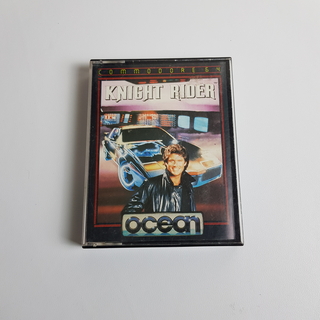 COMMODORE 64
KNIGHT RIDER
ocean